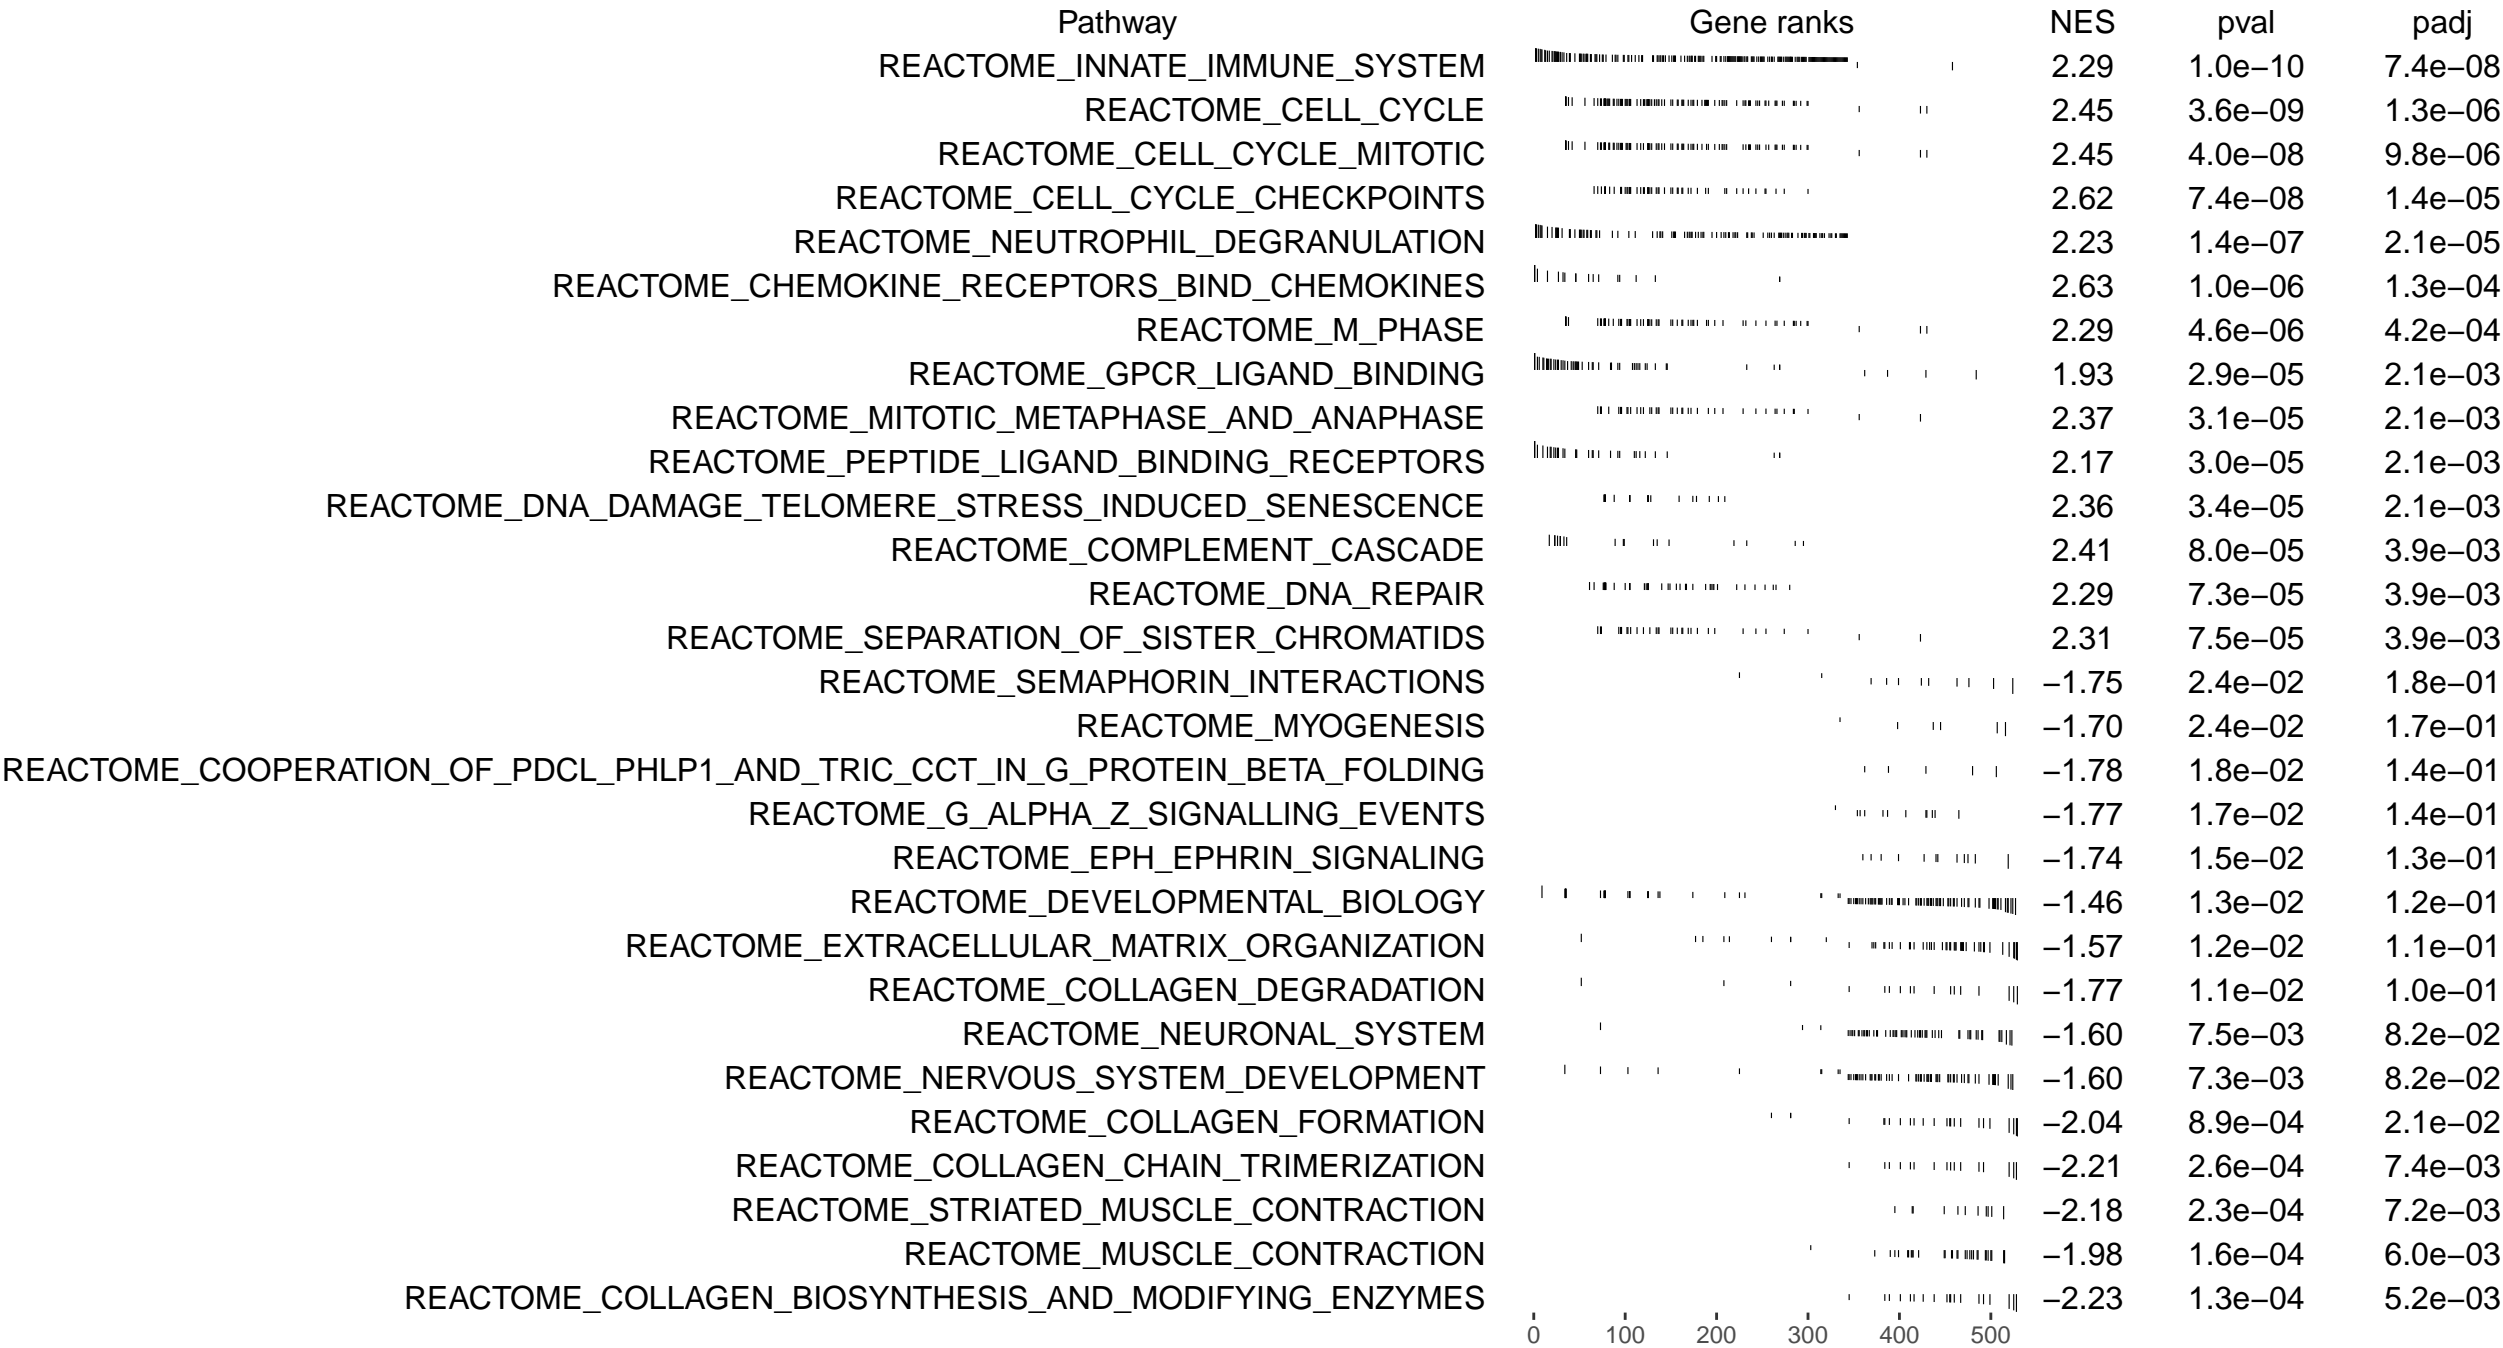 Pathway Gene ranks NES pval padj
REACTOME_INNATE_IMMUNE_SYSTEM 2.29 1.0e−10 7.4e−08
REACTOME_CELL_CYCLE 2.45 3.6e−09 1.3e−06
REACTOME_CELL_CYCLE_MITOTIC 2.45 4.0e−08 9.8e−06
REACTOME_CELL_CYCLE_CHECKPOINTS 2.62 7.4e−08 1.4e−05
REACTOME_NEUTROPHIL_DEGRANULATION 2.23 1.4e−07 2.1e−05
REACTOME_CHEMOKINE_RECEPTORS_BIND_CHEMOKINES 2.63 1.0e−06 1.3e−04
REACTOME_M_PHASE 2.29 4.6e−06 4.2e−04
REACTOME_GPCR_LIGAND_BINDING 1.93 2.9e−05 2.1e−03
REACTOME_MITOTIC_METAPHASE_AND_ANAPHASE 2.37 3.1e−05 2.1e−03
REACTOME_PEPTIDE_LIGAND_BINDING_RECEPTORS 2.17 3.0e−05 2.1e−03
REACTOME_DNA_DAMAGE_TELOMERE_STRESS_INDUCED_SENESCENCE 2.36 3.4e−05 2.1e−03
REACTOME_COMPLEMENT_CASCADE 2.41 8.0e−05 3.9e−03
REACTOME_DNA_REPAIR 2.29 7.3e−05 3.9e−03
REACTOME_SEPARATION_OF_SISTER_CHROMATIDS 2.31 7.5e−05 3.9e−03
REACTOME_SEMAPHORIN_INTERACTIONS −1.75 2.4e−02 1.8e−01
REACTOME_MYOGENESIS −1.70 2.4e−02 1.7e−01
REACTOME_COOPERATION_OF_PDCL_PHLP1_AND_TRIC_CCT_IN_G_PROTEIN_BETA_FOLDING −1.78 1.8e−02 1.4e−01
REACTOME_G_ALPHA_Z_SIGNALLING_EVENTS −1.77 1.7e−02 1.4e−01
REACTOME_EPH_EPHRIN_SIGNALING −1.74 1.5e−02 1.3e−01
REACTOME_DEVELOPMENTAL_BIOLOGY −1.46 1.3e−02 1.2e−01
REACTOME_EXTRACELLULAR_MATRIX_ORGANIZATION −1.57 1.2e−02 1.1e−01
REACTOME_COLLAGEN_DEGRADATION −1.77 1.1e−02 1.0e−01
REACTOME_NEURONAL_SYSTEM −1.60 7.5e−03 8.2e−02
REACTOME_NERVOUS_SYSTEM_DEVELOPMENT −1.60 7.3e−03 8.2e−02
REACTOME_COLLAGEN_FORMATION −2.04 8.9e−04 2.1e−02
REACTOME_COLLAGEN_CHAIN_TRIMERIZATION −2.21 2.6e−04 7.4e−03
REACTOME_STRIATED_MUSCLE_CONTRACTION −2.18 2.3e−04 7.2e−03
REACTOME_MUSCLE_CONTRACTION −1.98 1.6e−04 6.0e−03
REACTOME_COLLAGEN_BIOSYNTHESIS_AND_MODIFYING_ENZYMES −2.23 1.3e−04 5.2e−03
0 100 200 300 400 500